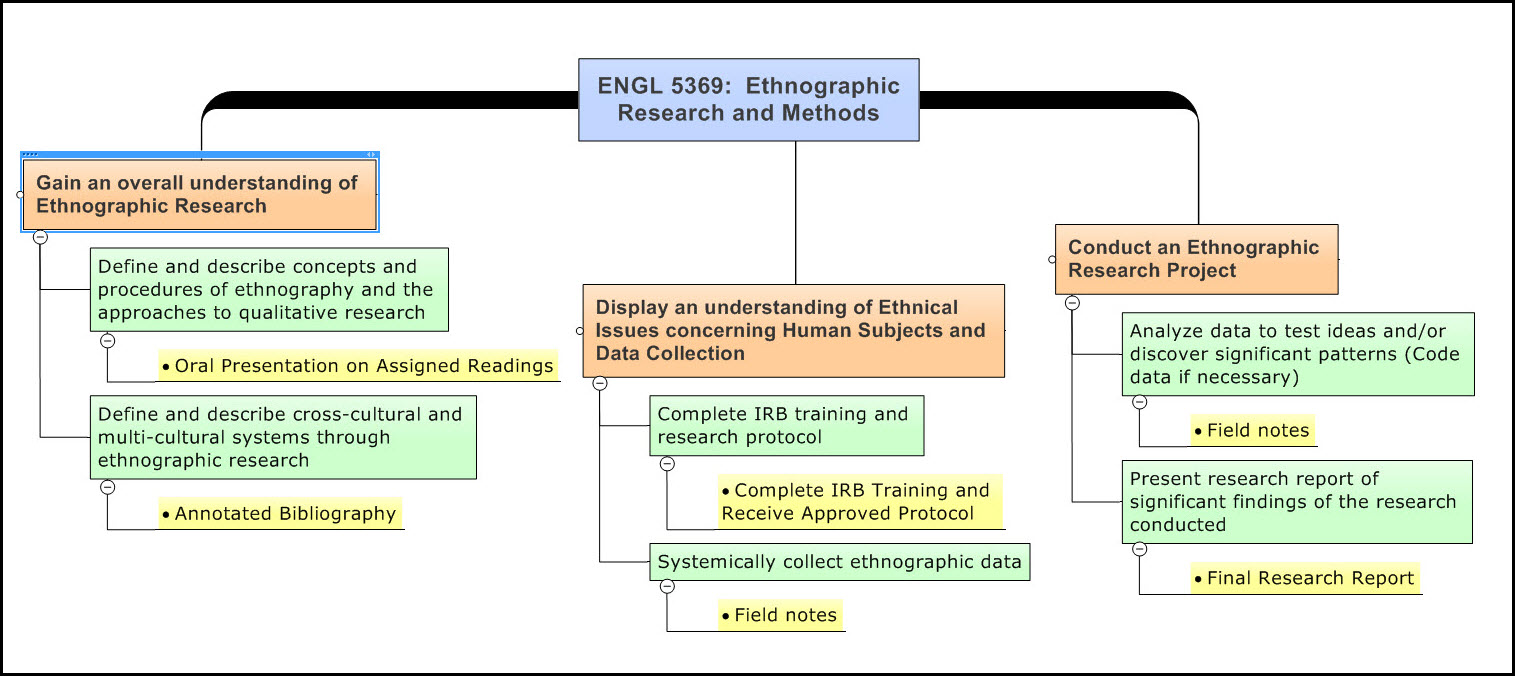 ENGL 5369:  Ethnographic
Research and Methods
Gain an overall understanding of
Ethnographic Research
Define and describe concepts and
procedures of ethnography and the
approaches to qualitative research
• Oral Presentation on Assigned Readings
Define and describe cross-cultural and
multi-cultural systems through
ethnographic research
• Annotated Bibliography
Display an understanding of Ethnical
Issues concerning Human Subjects and
Data Collection
Complete IRB training and
research protocol
• Complete IRB Training and
Receive Approved Protocol
Systemically collect ethnographic data
• Field notes
Conduct an Ethnographic
Research Project
Analyze data to test ideas and/or
discover significant patterns (Code
data if necessary)
• Field notes
Present research report of
significant findings of the research
conducted
• Final Research Report